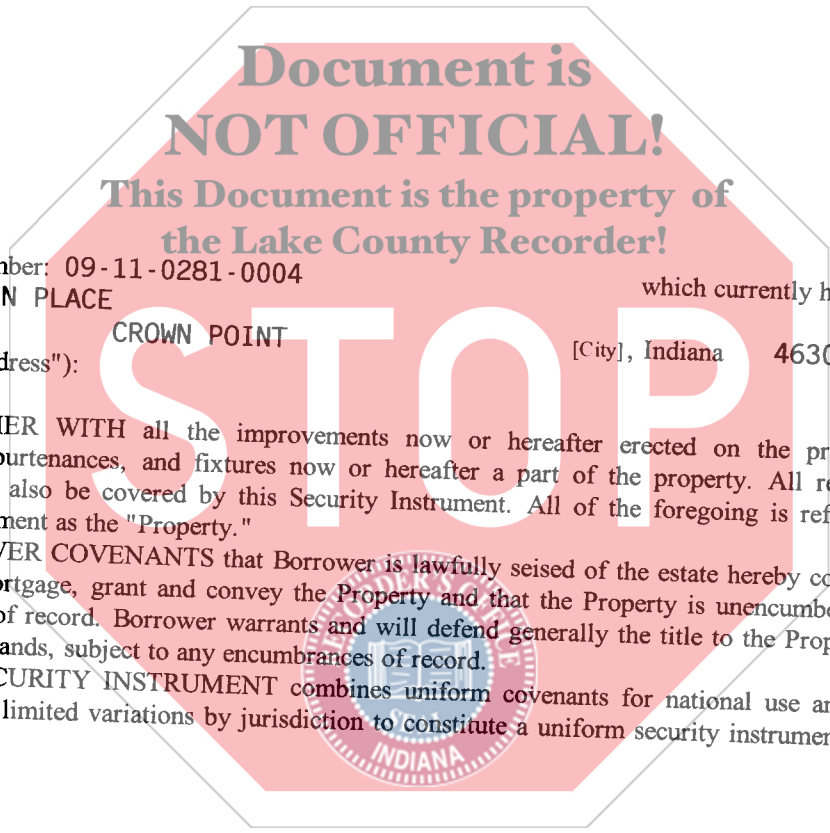 Document is
NOT OFFICIAL!
This Document is the property of
the Lake County Recorder!
nber: 09-11-0281-0004
which currently h
N PLACE
CROWN POINT
[City], Indiana 4630
dress"):
STOP
IER WITH all the improvements now or hereafter erected on the pr
ourtenances, and fixtures now or hereafter a part of the property. All re
also be covered by this Security Instrument. All of the foregoing is ref
ment as the "Property."
VER COVENANTS that Borrower is lawfully seised of the estate hereby co
ortgage, grant and convey the Property and that the Property is unencumbe
of record. Borrower warrants and will defend generally the title to the Prop
ands, subject to any encumbrances of record.
CURITY INSTRUMENT combines uniform covenants for national use an
limited variations by jurisdiction to constitute a uniform security instrumen
RECORDER'S OFFICE
SEAL
INDIANA